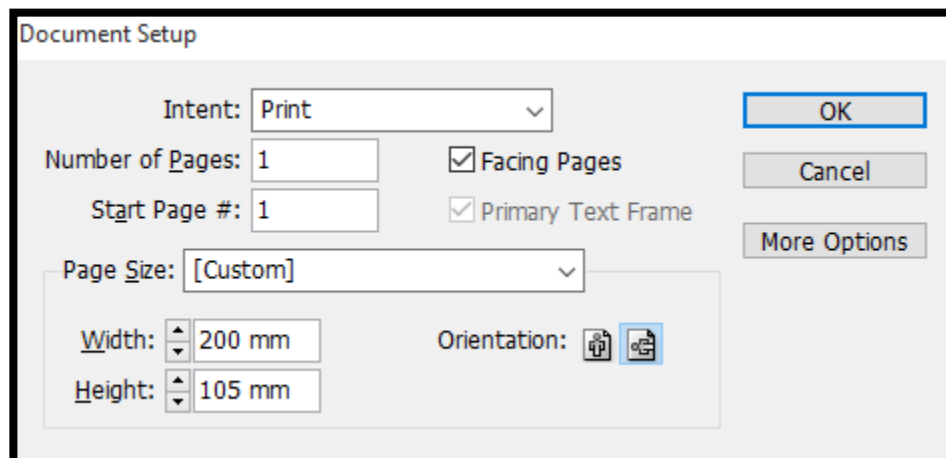 Document Setup
Intent: Print
OK
Number of Pages: 1
Facing Pages
Cancel
Start Page #: 1
Primary Text Frame
More Options
Page Size: [Custom]
Width: 200 mm
Orientation:
Height: 105 mm